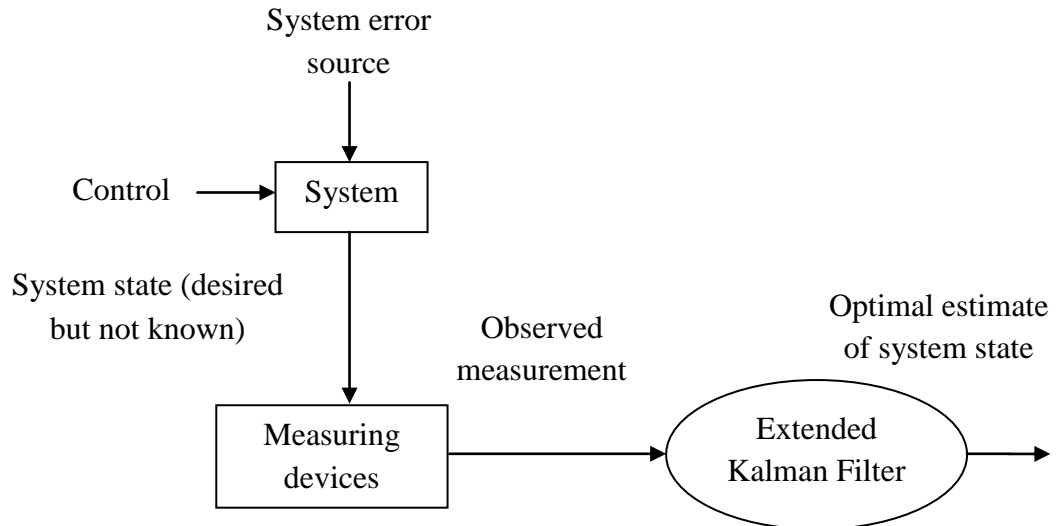 System error
source
Control
System
System state (desired
but not known)
Observed
measurement
Optimal estimate
of system state
Measuring
devices
Extended
Kalman Filter